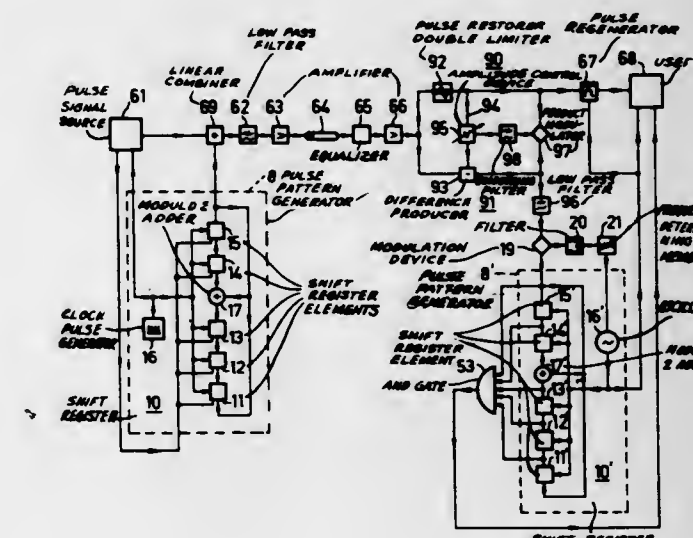 PULSE
SIGNAL
SOURCE
61
LINEAR
COMBINER
69
LOW PASS
FILTER
62
AMPLIFIER
63
64
65
EQUALIZER
66
PULSE RESTORER
DOUBLE LIMITER
92
90
AMPLITUDE CONTROL
DEVICE
94
95
98
FILTER
93
DIFFERENCE
PRODUCER
91
97
PULSE
REGENERATOR
67
68
USER
LOW PASS
FILTER
96
FILTER
20
21
19
MODULATION
DEVICE
8 PULSE
PATTERN
GENERATOR
MODULO 2
ADDER
15
14
17
13
12
11
SHIFT
REGISTER
ELEMENTS
CLOCK
PULSE
GENERATOR
16
SHIFT
REGISTER
10
8'
PULSE
PATTERN
GENERATOR
SHIFT
REGISTER
ELEMENT
53
AND GATE
15'
14'
17'
13'
12'
11'
16'
2
10'
SHIFT REGISTER